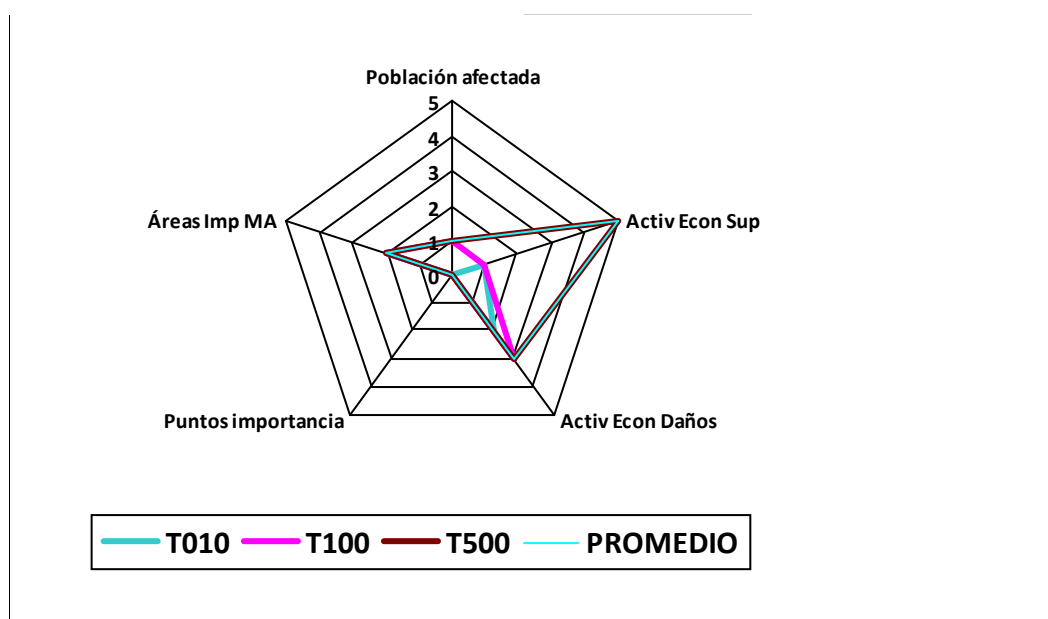 Población afectada
5
4
3
2
1
0
Áreas Imp MA
Activ Econ Sup
Puntos importancia
Activ Econ Daños
T010 T100 T500 PROMEDIO